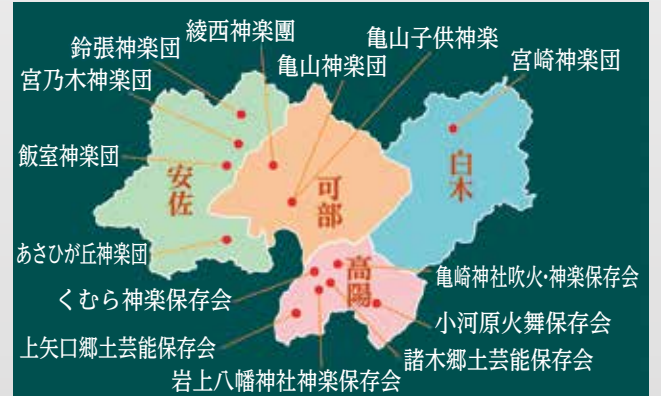 綾西神楽團
亀山子供神楽
鈴張神楽団
亀山神楽団
宮崎神楽団
宮乃木神楽団
飯室神楽団
安佐
可部
白木
あさひが丘神楽団
高陽
亀崎神社吹火・神楽保存会
くむら神楽保存会
小河原火舞保存会
上矢口郷土芸能保存会
諸木郷土芸能保存会
岩上八幡神社神楽保存会